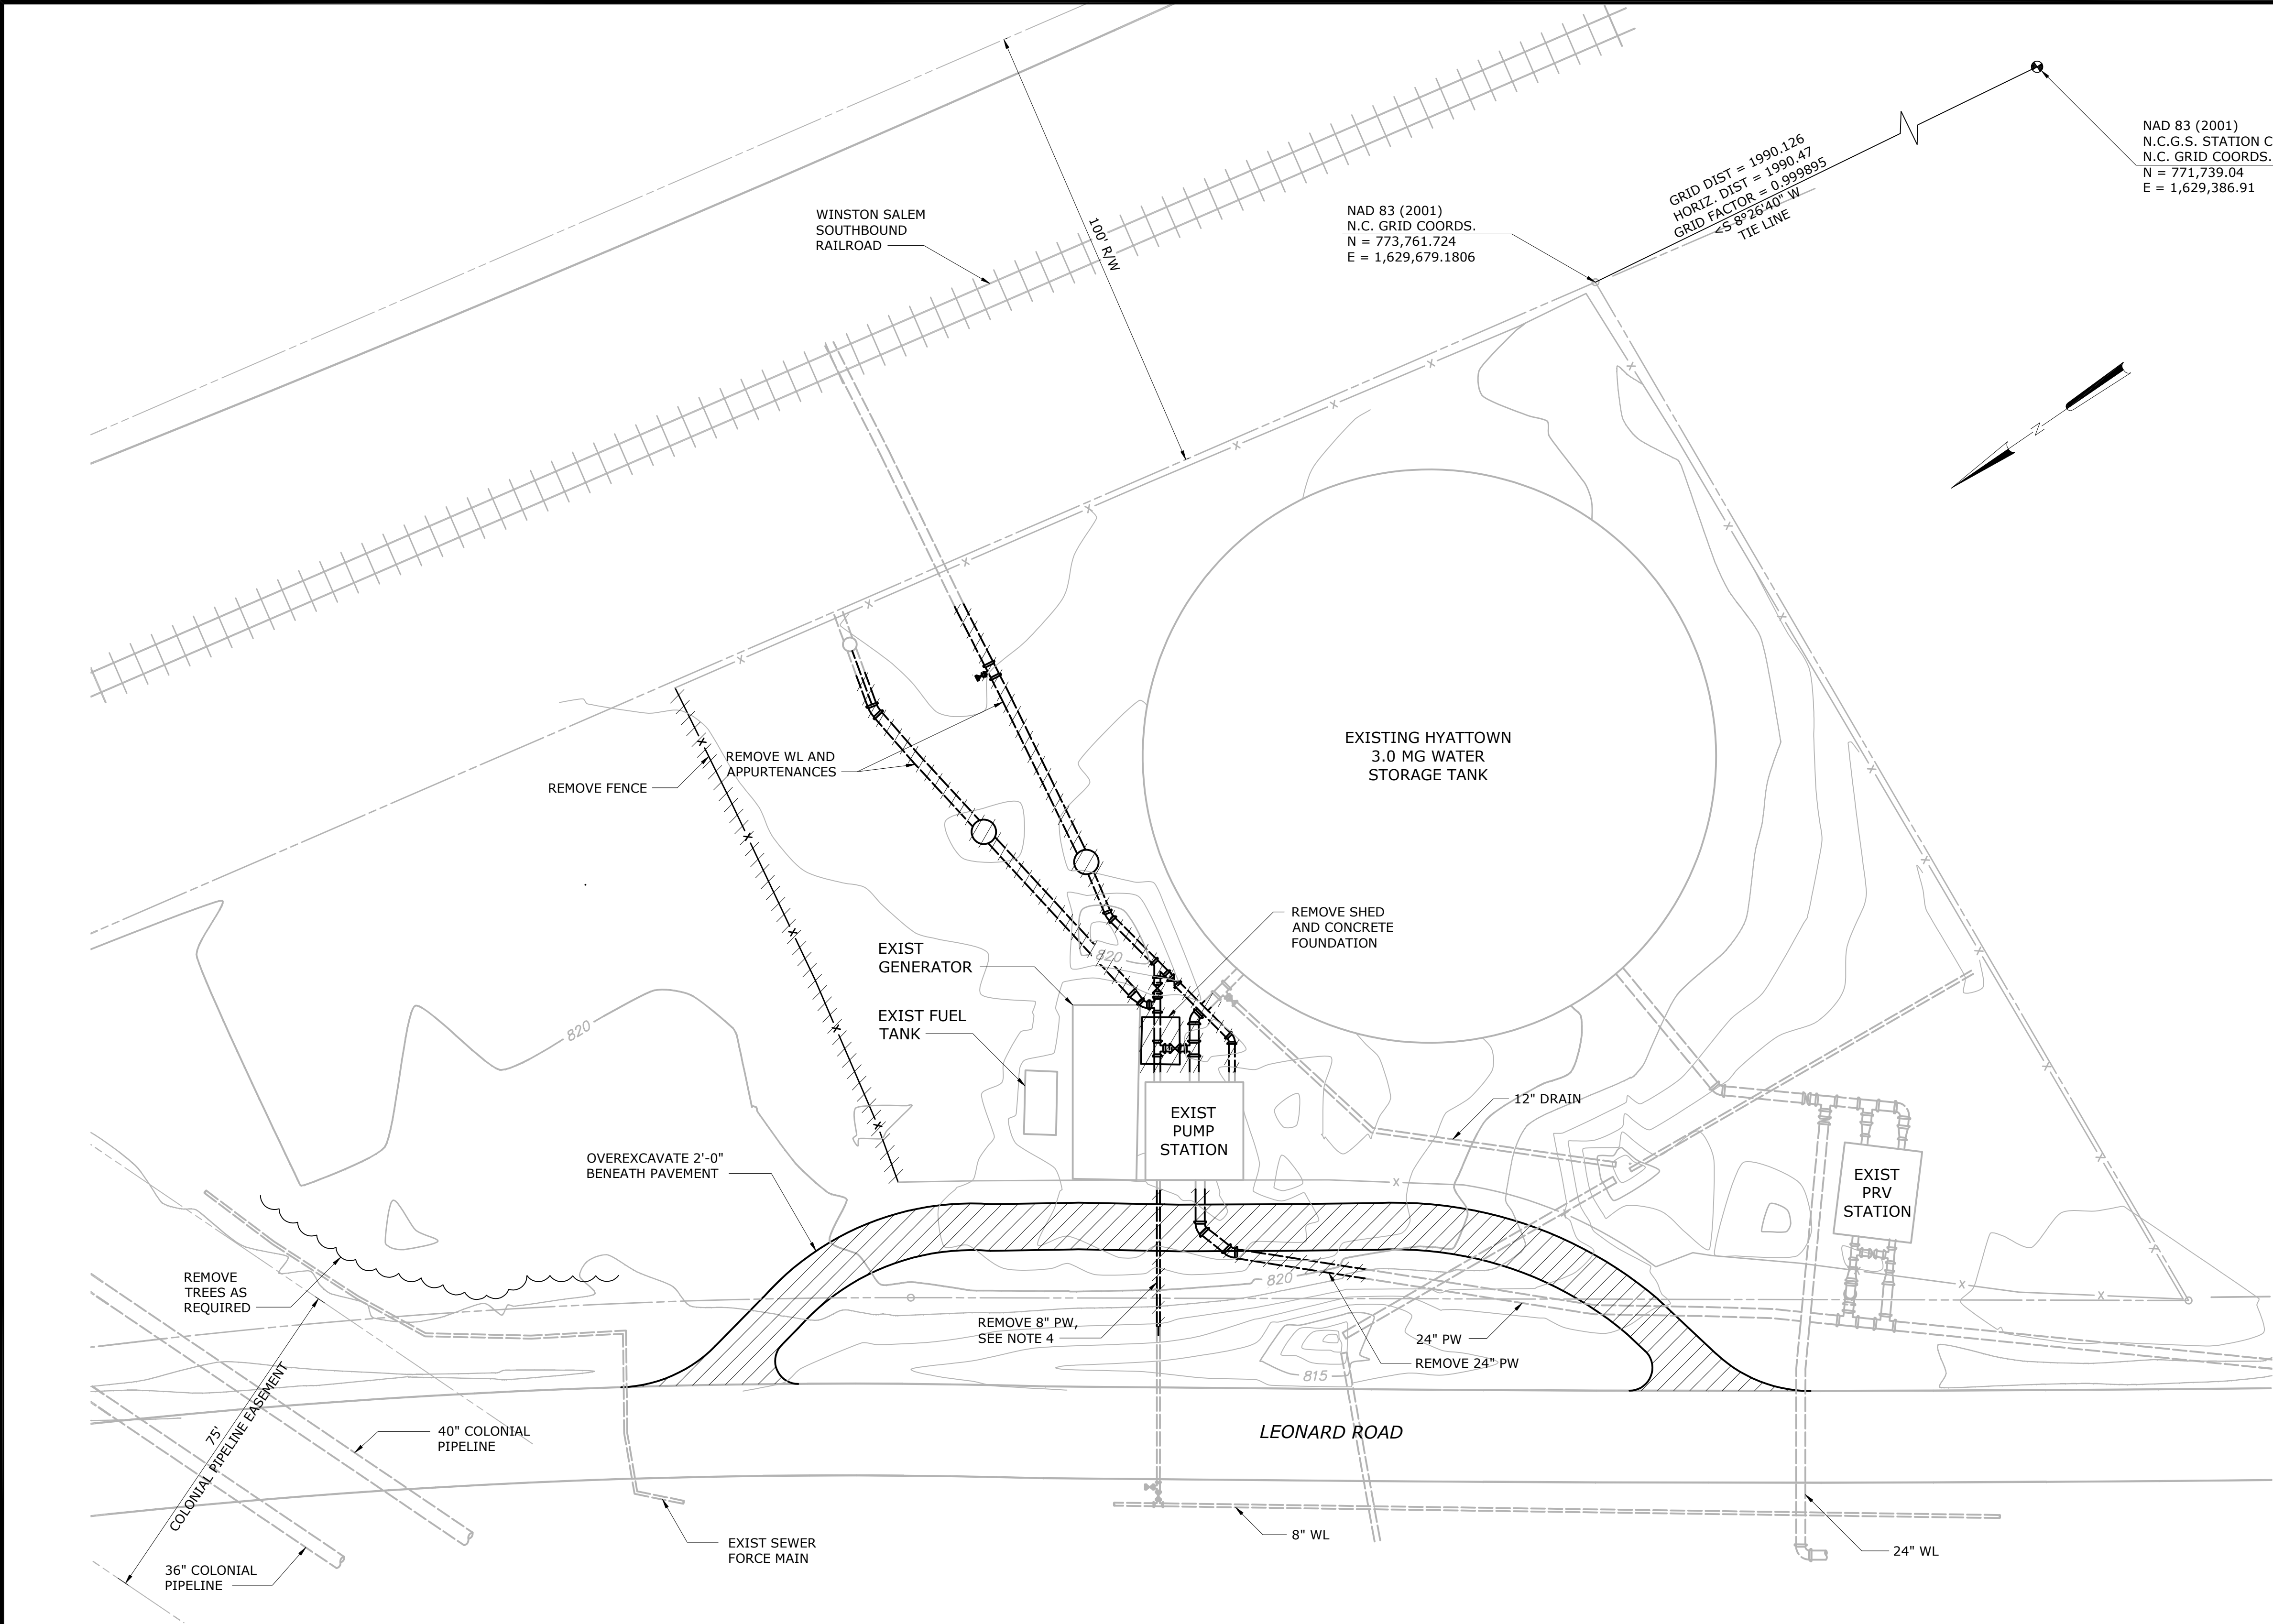 NAD 83 (2001)
N.C.G.S. STATION C
N.C. GRID COORDS.
N = 771,739.04
E = 1,629,386.91
GRID DIST = 1990.126
HORIZ. DIST = 1990.47
GRID FACTOR = 0.999895
<S 8°26'40" W
TIE LINE
NAD 83 (2001)
N.C. GRID COORDS.
N = 773,761.724
E = 1,629,679.1806
WINSTON SALEM
SOUTHBOUND
RAILROAD
100' R/W
N
REMOVE WL AND
APPURTENANCES
REMOVE FENCE
EXISTING HYATTOWN
3.0 MG WATER
STORAGE TANK
REMOVE SHED
AND CONCRETE
FOUNDATION
EXIST
GENERATOR
820
EXIST FUEL
TANK
820
12" DRAIN
EXIST
PUMP
STATION
OVEREXCAVATE 2'-0"
BENEATH PAVEMENT
EXIST
PRV
STATION
REMOVE
TREES AS
REQUIRED
820
REMOVE 8" PW,
SEE NOTE 4
24" PW
REMOVE 24" PW
815
75'
COLONIAL PIPELINE EASEMENT
40" COLONIAL
PIPELINE
LEONARD ROAD
36" COLONIAL
PIPELINE
EXIST SEWER
FORCE MAIN
8" WL
24" WL